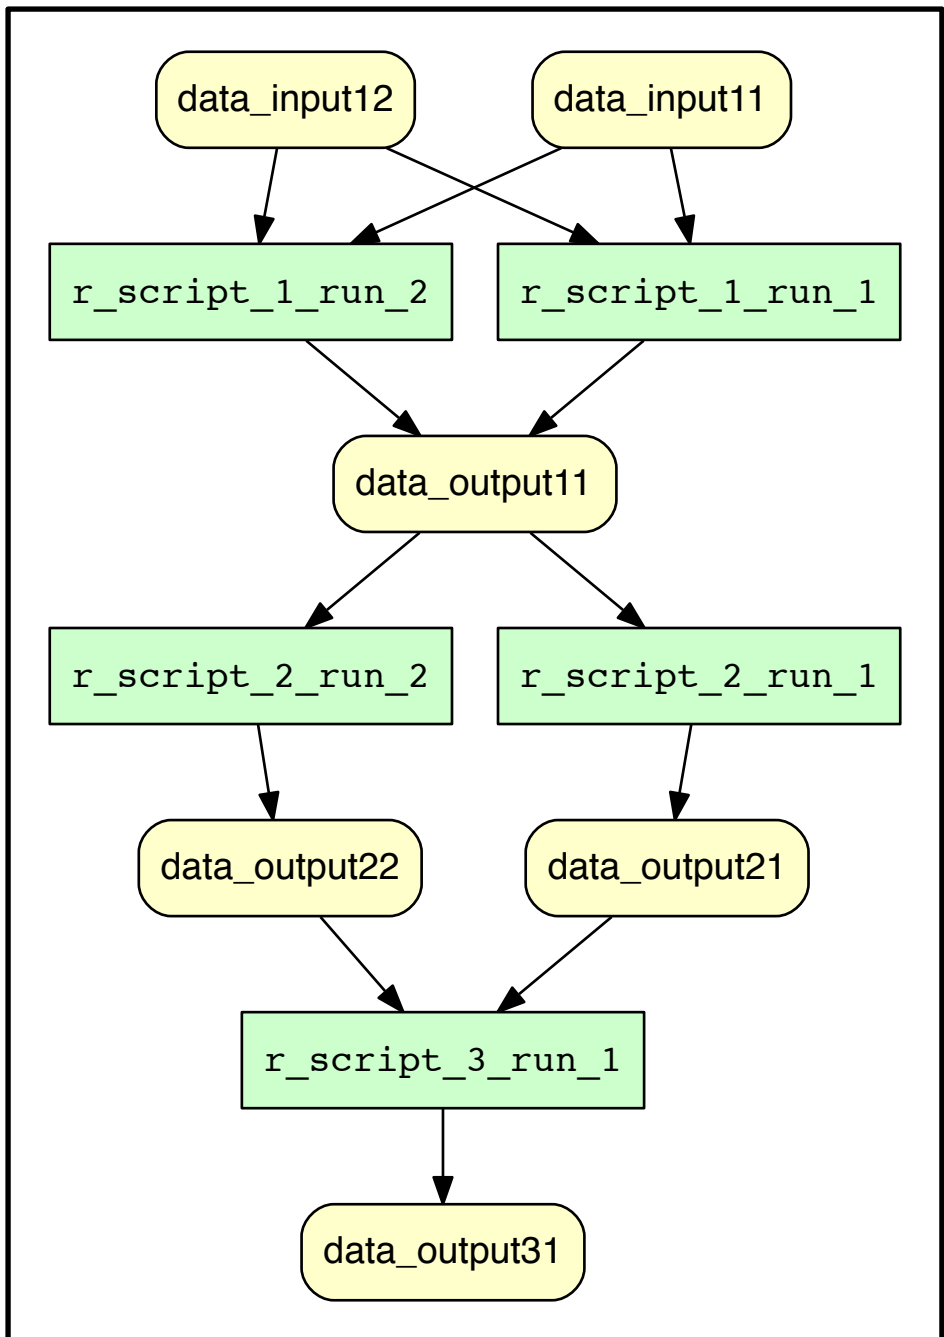 data_input12
data_input11
r_script_1_run_2
r_script_1_run_1
data_output11
r_script_2_run_2
r_script_2_run_1
data_output22
data_output21
r_script_3_run_1
data_output31